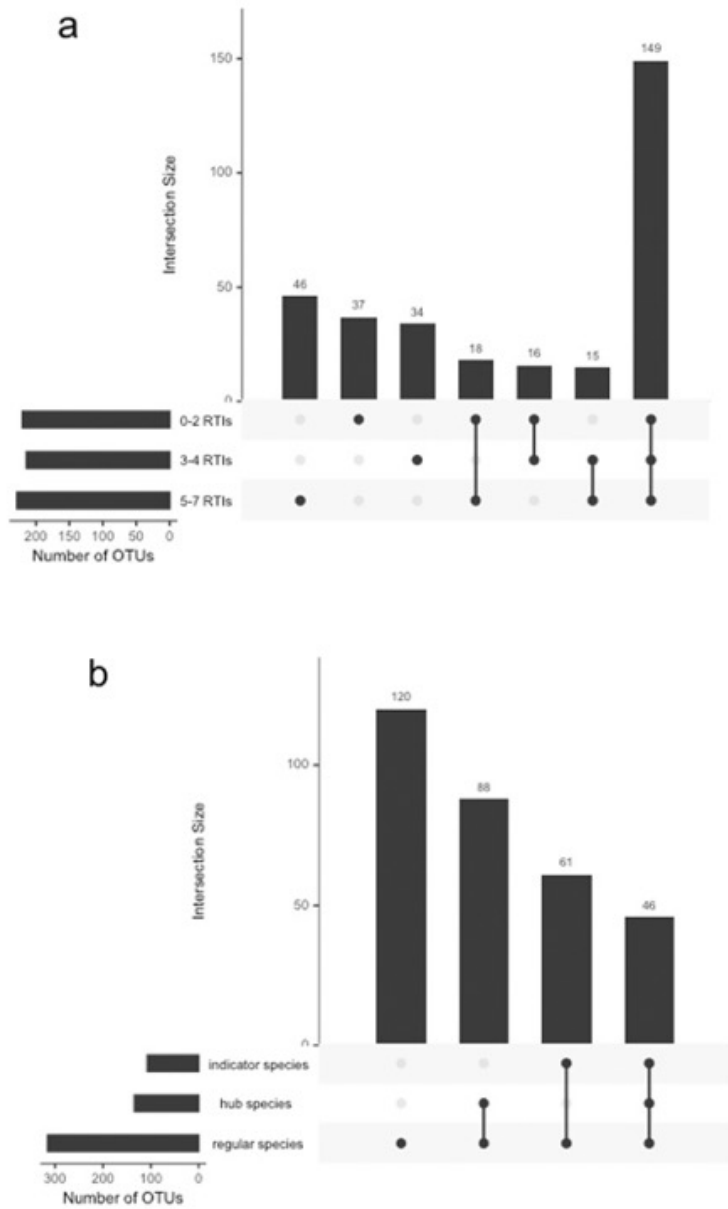 a
149
150
100
Intersection Size
50
46
37
34
18
16
15
0
0-2 RTIs
3-4 RTIs
5-7 RTIs
200 150 100 50 0
Number of OTUs
b
120
100
88
Intersection Size
61
50
46
0
indicator species
hub species
regular species
300 200 100 0
Number of OTUs